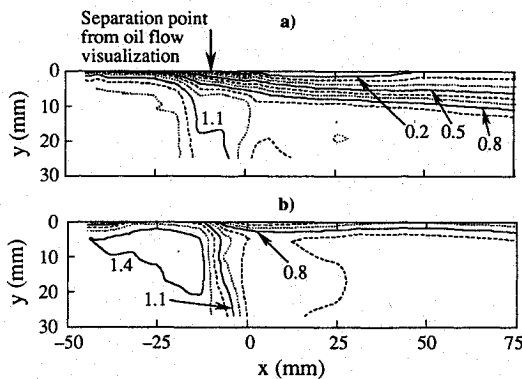 Separation point
from oil flow
visualization
a)
0
10
20
30
y (mm)
1.1
0.2
0.5
0.8
b)
0
10
20
30
y (mm)
1.4
1.1
0.8
-50
-25
0
25
50
75
x (mm)